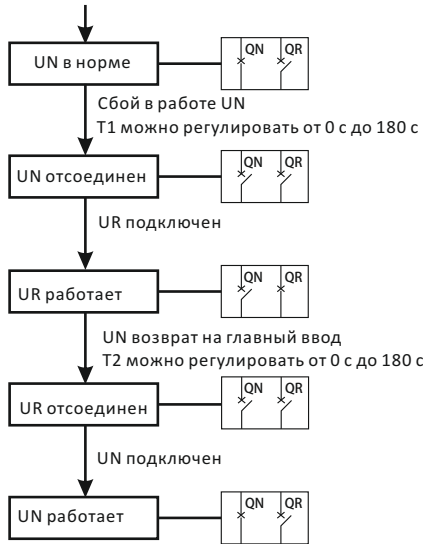 UN в норме
QN QR
Сбой в работе UN
T1 можно регулировать от 0 с до 180 с
UN отсоединен
QN QR
UR подключен
UR работает
QN QR
UN возврат на главный ввод
T2 можно регулировать от 0 с до 180 с
UR отсоединен
QN QR
UN подключен
UN работает
QN QR